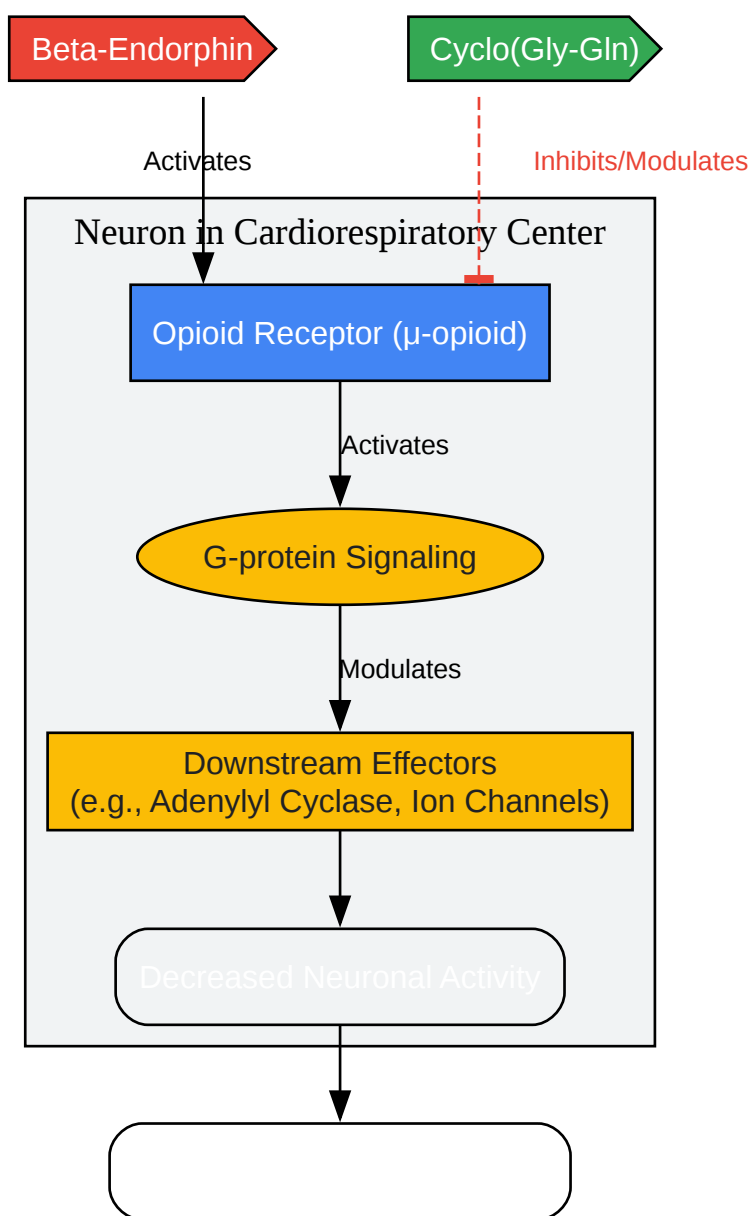 Beta-Endorphin
Cyclo(Gly-Gln)
Activates
Inhibits/Modulates
Neuron in Cardiorespiratory Center
Opioid Receptor (μ-opioid)
Activates
G-protein Signaling
Modulates
Downstream Effectors
(e.g., Adenylyl Cyclase, Ion Channels)
Decreased Neuronal Activity